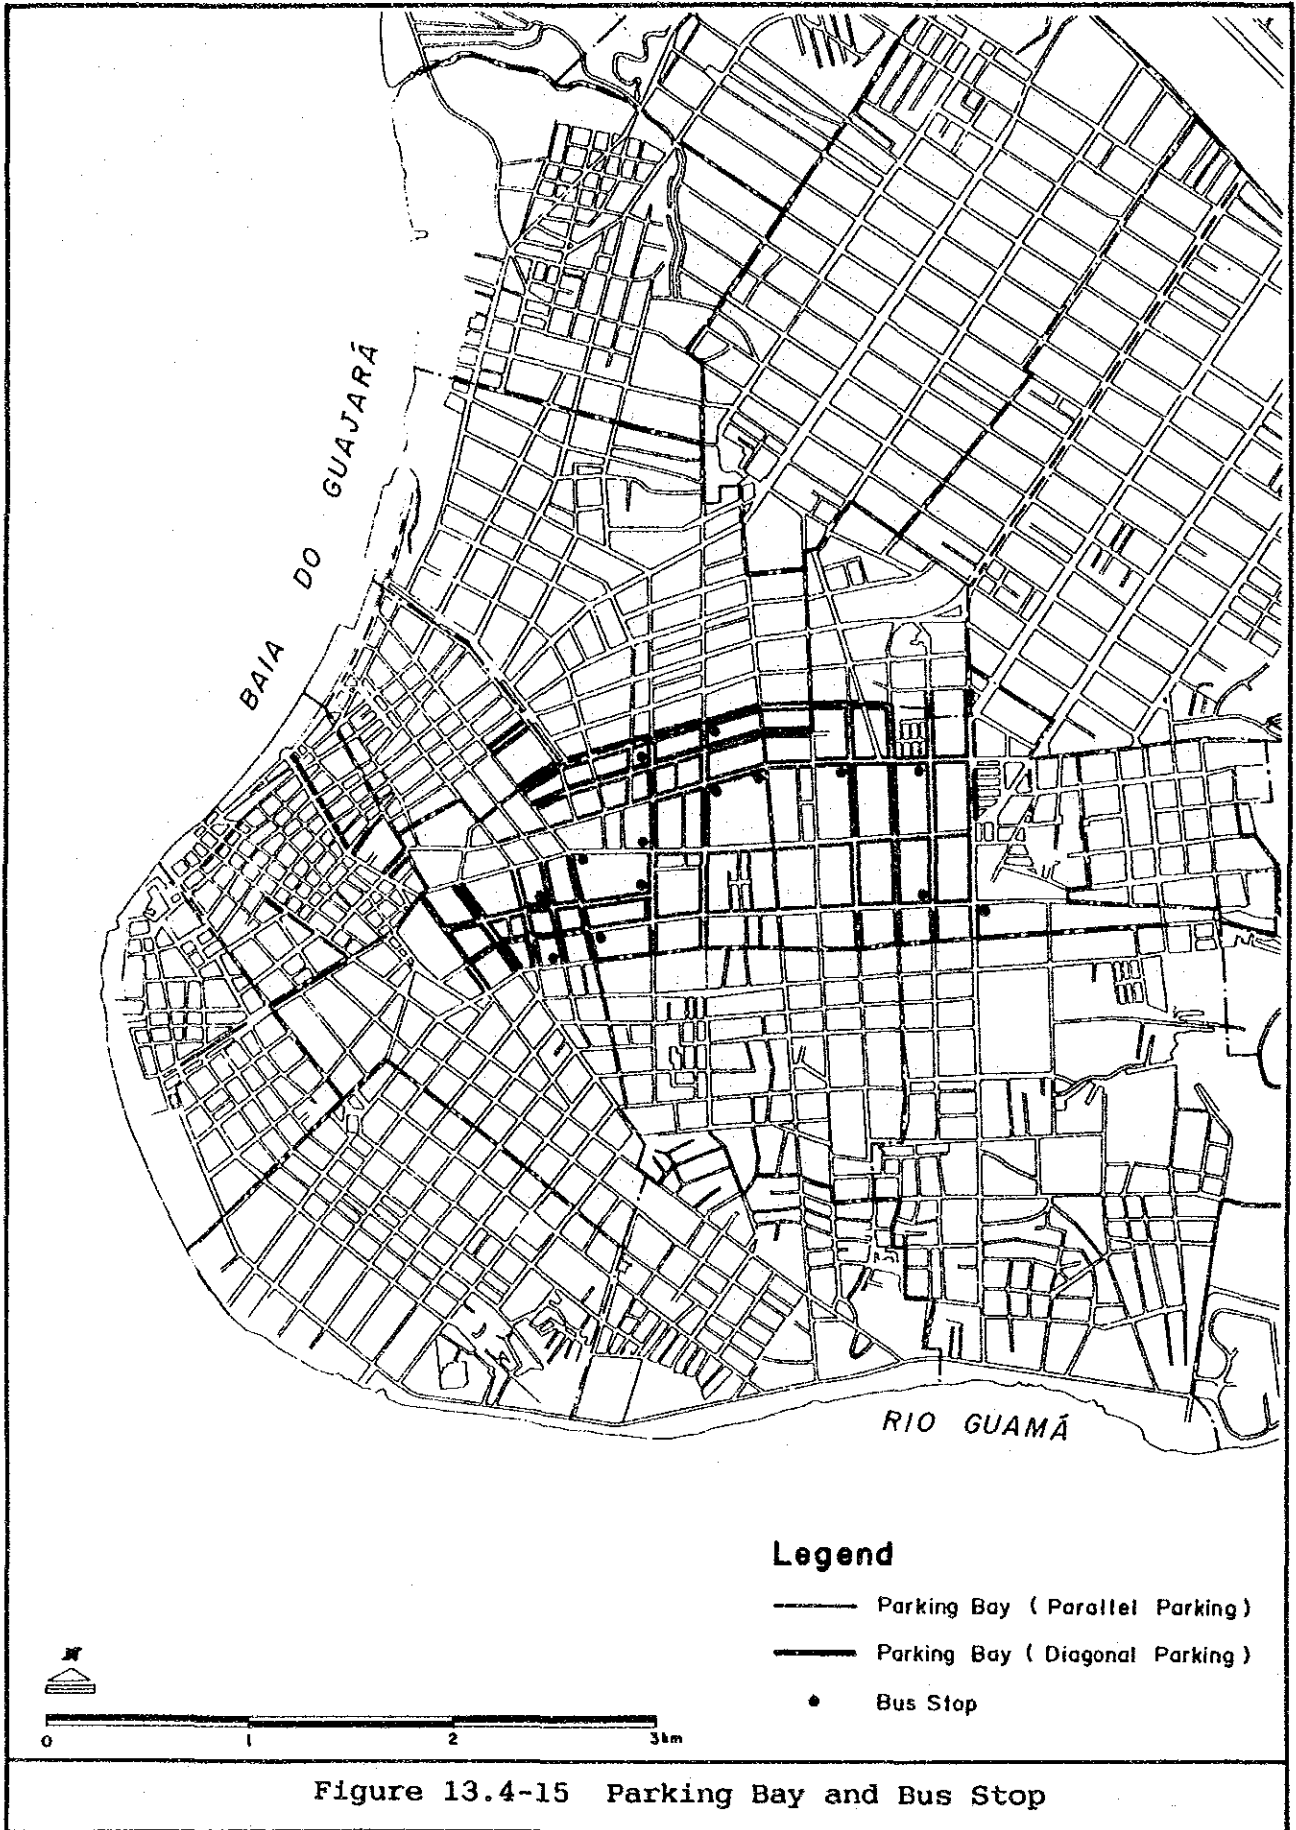 BAIA DO GUAJARÁ
RIO GUAMÁ
Legend
Parking Bay ( Parallel Parking )
Parking Bay ( Diagonal Parking )
Bus Stop
N
0 1 2 3km
Figure 13.4-15 Parking Bay and Bus Stop